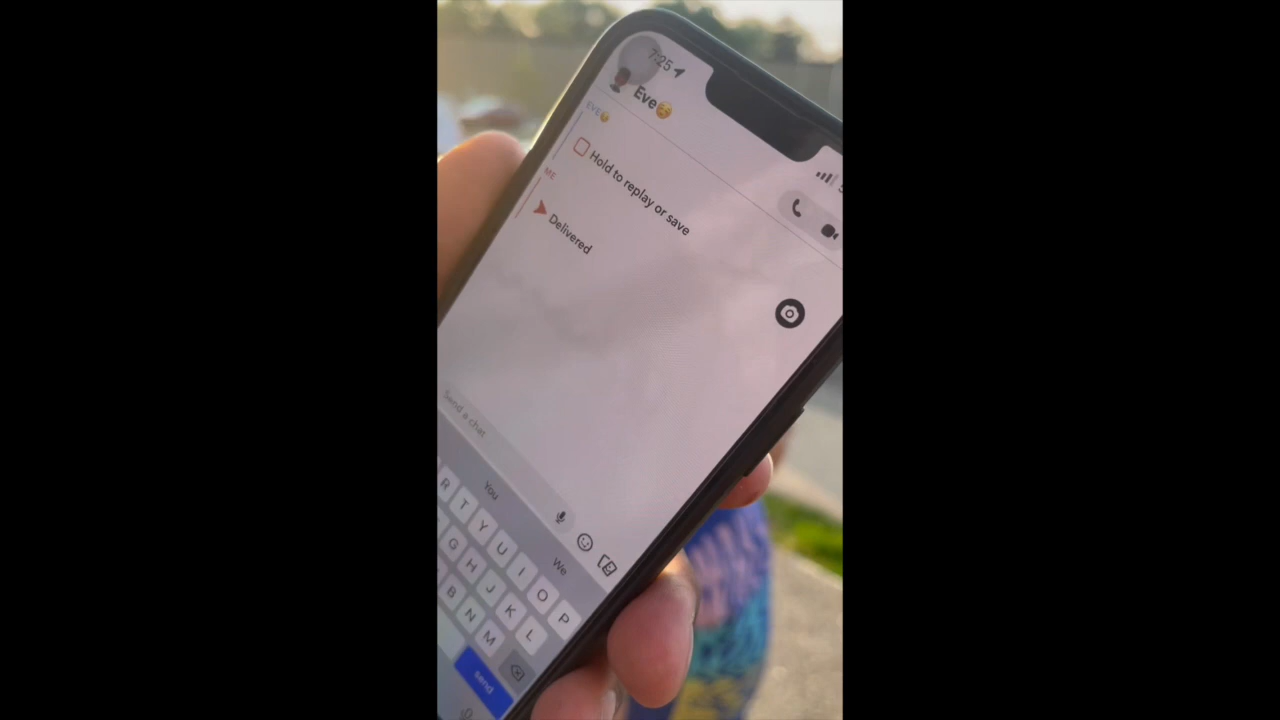 7:25
Eve😔
EVE😔
Hold to replay or save
ME
Delivered
Send a chat
You
We
R T Y U I O P
G H J K L
B N M
send